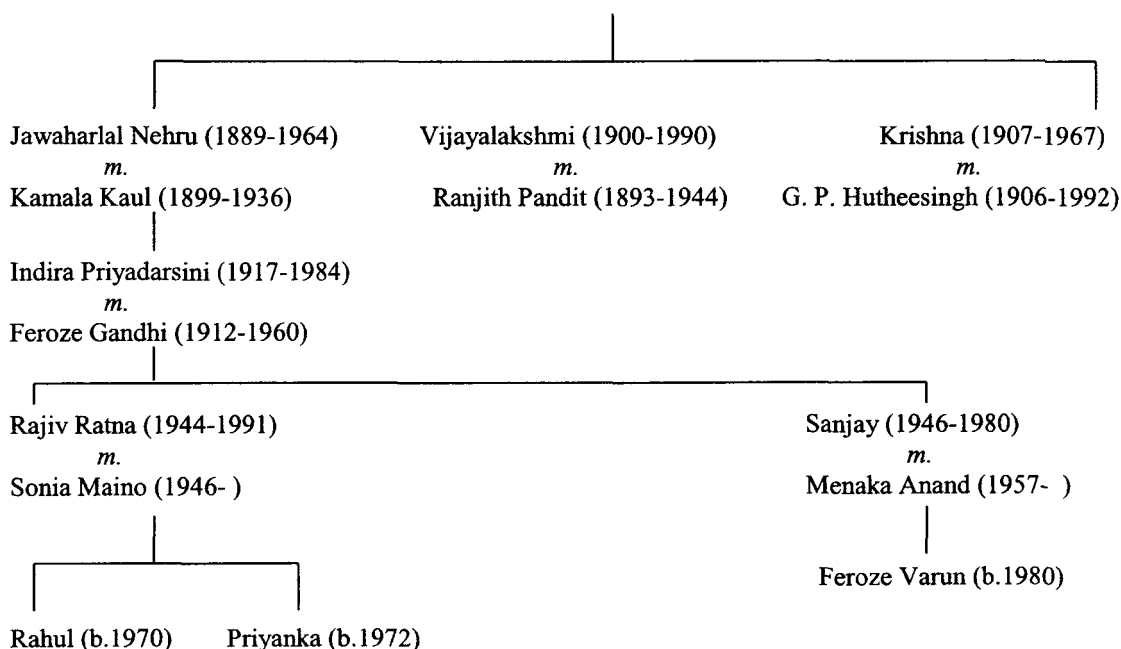 Jawaharlal Nehru (1889-1964) Vijayalakshmi (1900-1990) Krishna (1907-1967)
m. m. m.
Kamala Kaul (1899-1936) Ranjith Pandit (1893-1944) G. P. Hutheesingh (1906-1992)
Indira Priyadarsini (1917-1984)
m.
Feroze Gandhi (1912-1960)
Rajiv Ratna (1944-1991) Sanjay (1946-1980)
m. m.
Sonia Maino (1946- ) Menaka Anand (1957- )
Feroze Varun (b.1980)
Rahul (b.1970) Priyanka (b.1972)